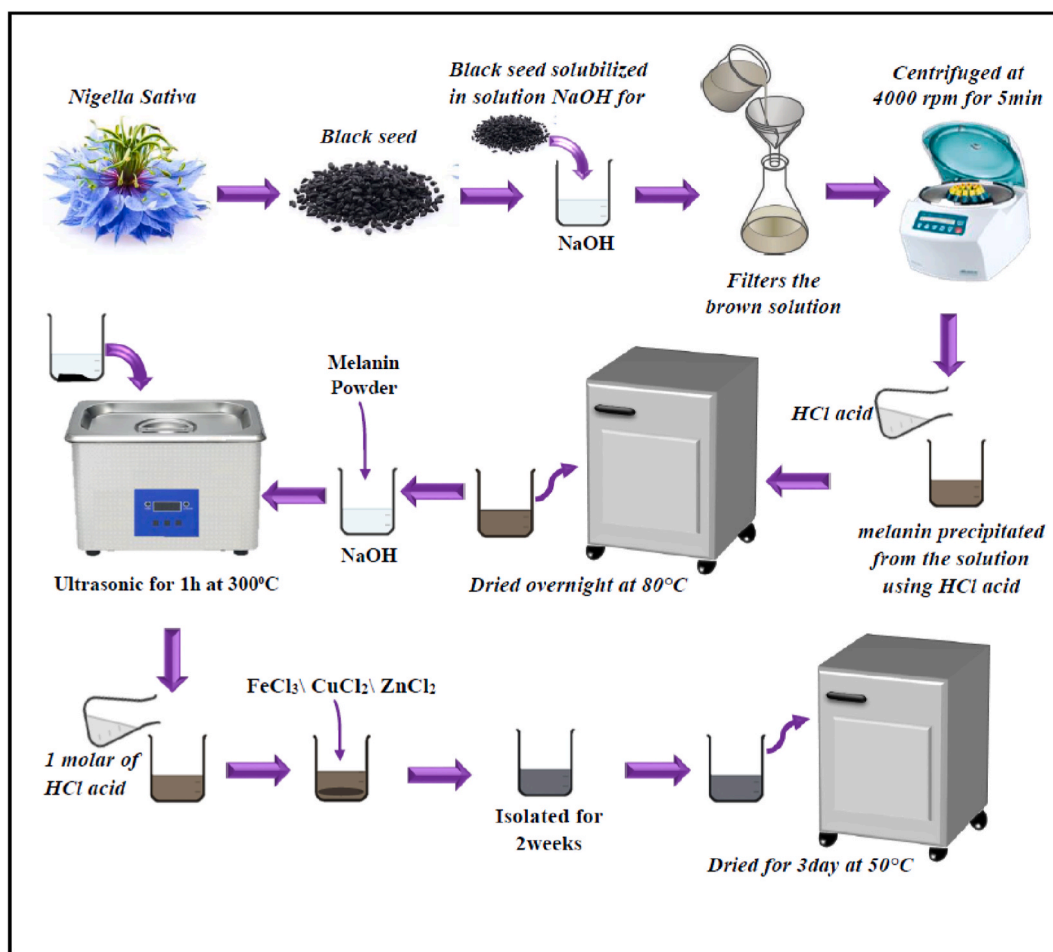 Nigella Sativa
Black seed
Black seed solubilized
in solution NaOH for
NaOH
Filters the
brown solution
Centrifuged at
4000 rpm for 5min
HCl acid
melanin precipitated
from the solution
using HCl acid
Dried overnight at 80°C
Melanin
Powder
NaOH
Ultrasonic for 1h at 300⁰C
1 molar of
HCl acid
FeCl₃\ CuCl₂\ ZnCl₂
Isolated for
2weeks
Dried for 3day at 50°C